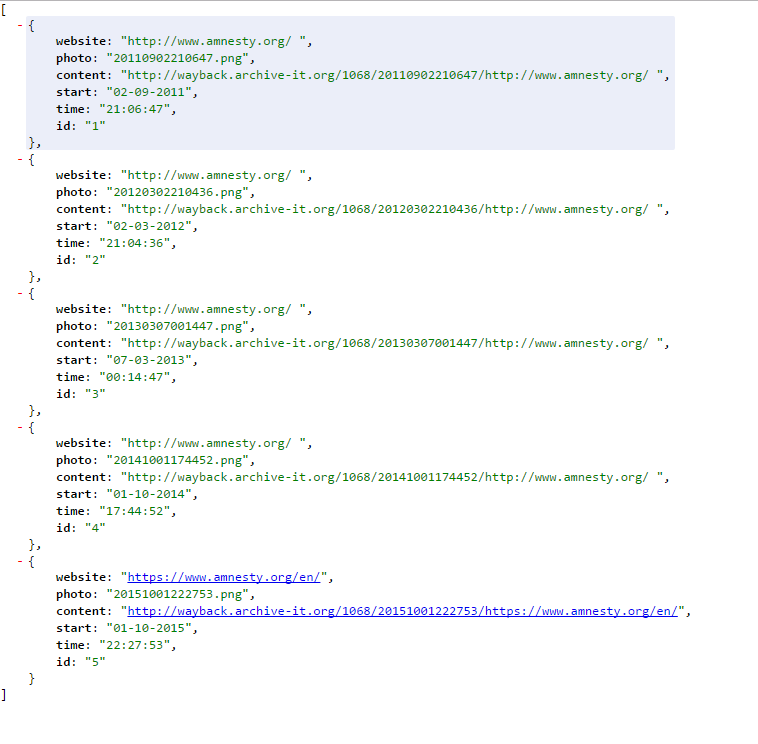 [
- {
website: "http://www.amnesty.org/ ",
photo: "20110902210647.png",
content: "http://wayback.archive-it.org/1068/20110902210647/http://www.amnesty.org/ ",
start: "02-09-2011",
time: "21:06:47",
id: "1"
},
- {
website: "http://www.amnesty.org/ ",
photo: "20120302210436.png",
content: "http://wayback.archive-it.org/1068/20120302210436/http://www.amnesty.org/ ",
start: "02-03-2012",
time: "21:04:36",
id: "2"
},
- {
website: "http://www.amnesty.org/ ",
photo: "20130307001447.png",
content: "http://wayback.archive-it.org/1068/20130307001447/http://www.amnesty.org/ ",
start: "07-03-2013",
time: "00:14:47",
id: "3"
},
- {
website: "http://www.amnesty.org/ ",
photo: "20141001174452.png",
content: "http://wayback.archive-it.org/1068/20141001174452/http://www.amnesty.org/ ",
start: "01-10-2014",
time: "17:44:52",
id: "4"
},
- {
website: "https://www.amnesty.org/en/",
photo: "20151001222753.png",
content: "http://wayback.archive-it.org/1068/20151001222753/https://www.amnesty.org/en/",
start: "01-10-2015",
time: "22:27:53",
id: "5"
}
]